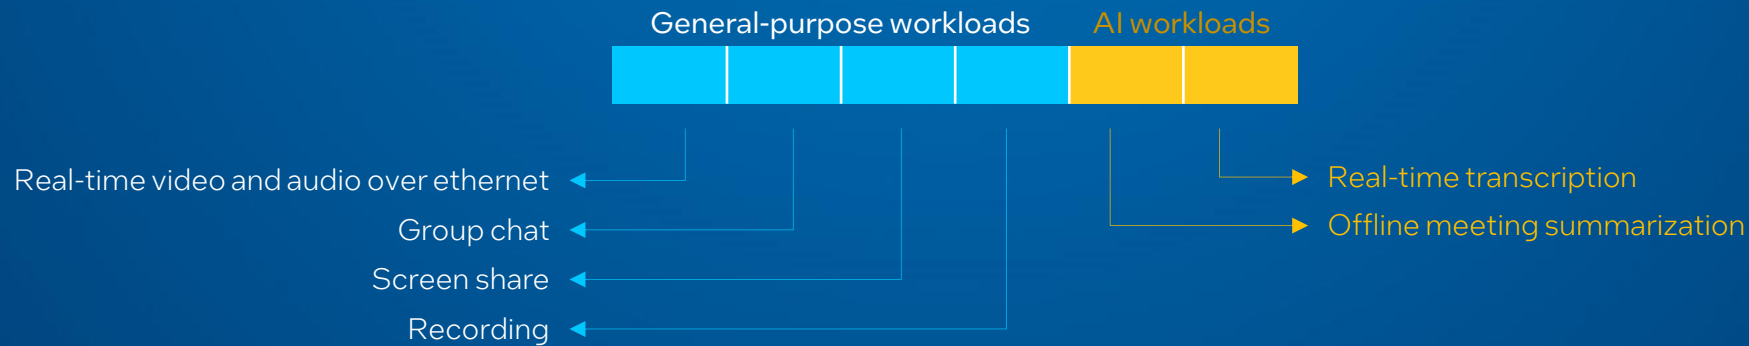 General-purpose workloads
AI workloads
Real-time video and audio over ethernet
Group chat
Screen share
Recording
Real-time transcription
Offline meeting summarization